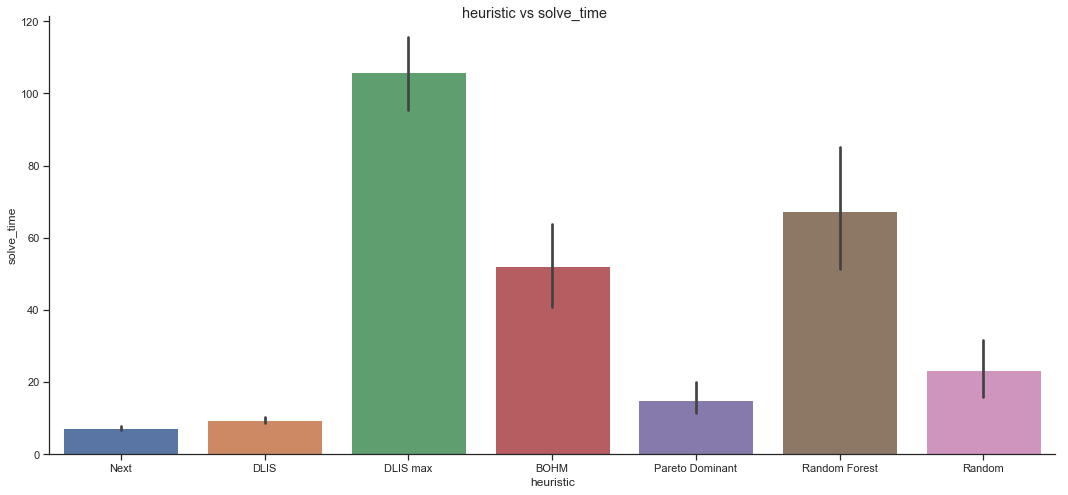 heuristic vs solve_time
120
100
80
60
40
20
0
solve_time
Next DLIS DLIS max BOHM Pareto Dominant Random Forest Random
heuristic